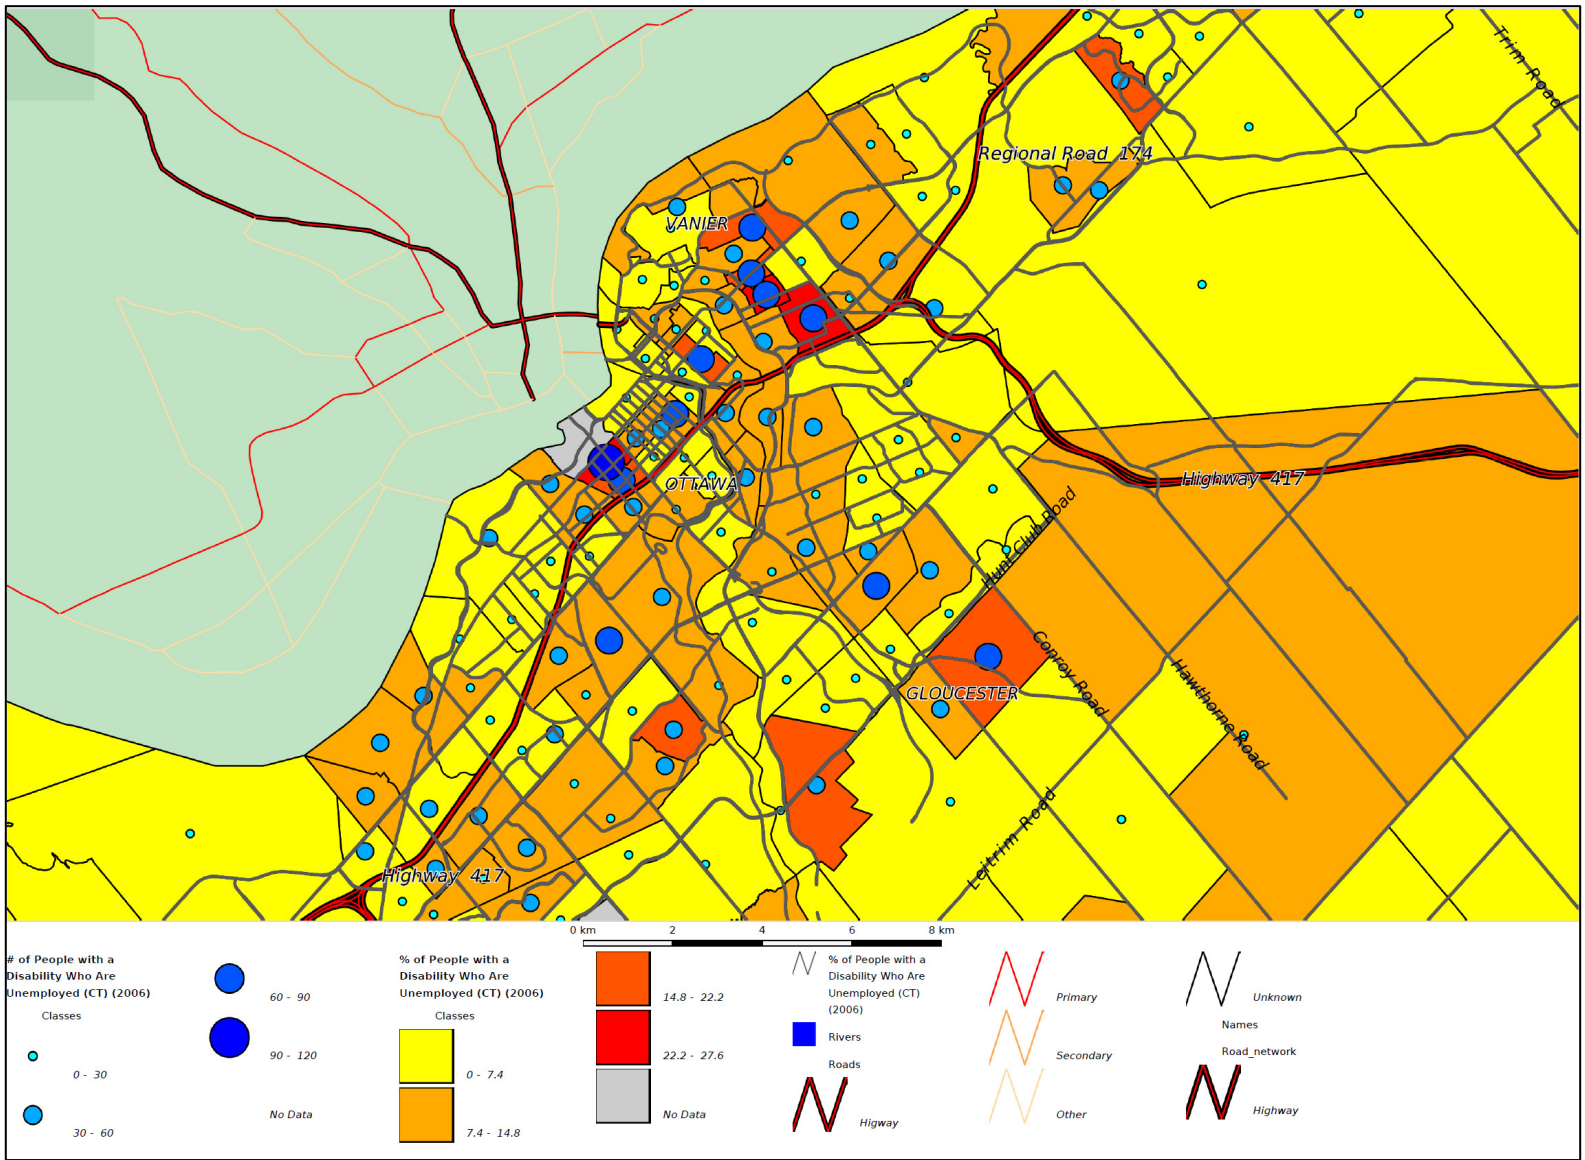 Trim Road
Regional Road 174
VANIER
Highway 417
OTTAWA
Hunt Club Road
Conroy Road
Hawthorne Road
GLOUCESTER
Leitrim Road
Highway 417
0 km 2 4 6 8 km
# of People with a
Disability Who Are
Unemployed (CT) (2006)
Classes
0 - 30
30 - 60
60 - 90
90 - 120
No Data
% of People with a
Disability Who Are
Unemployed (CT) (2006)
Classes
0 - 7.4
7.4 - 14.8
14.8 - 22.2
22.2 - 27.6
No Data
% of People with a
Disability Who Are
Unemployed (CT)
(2006)
Rivers
Roads
Higway
Primary
Secondary
Other
Unknown
Names
Road_network
Highway